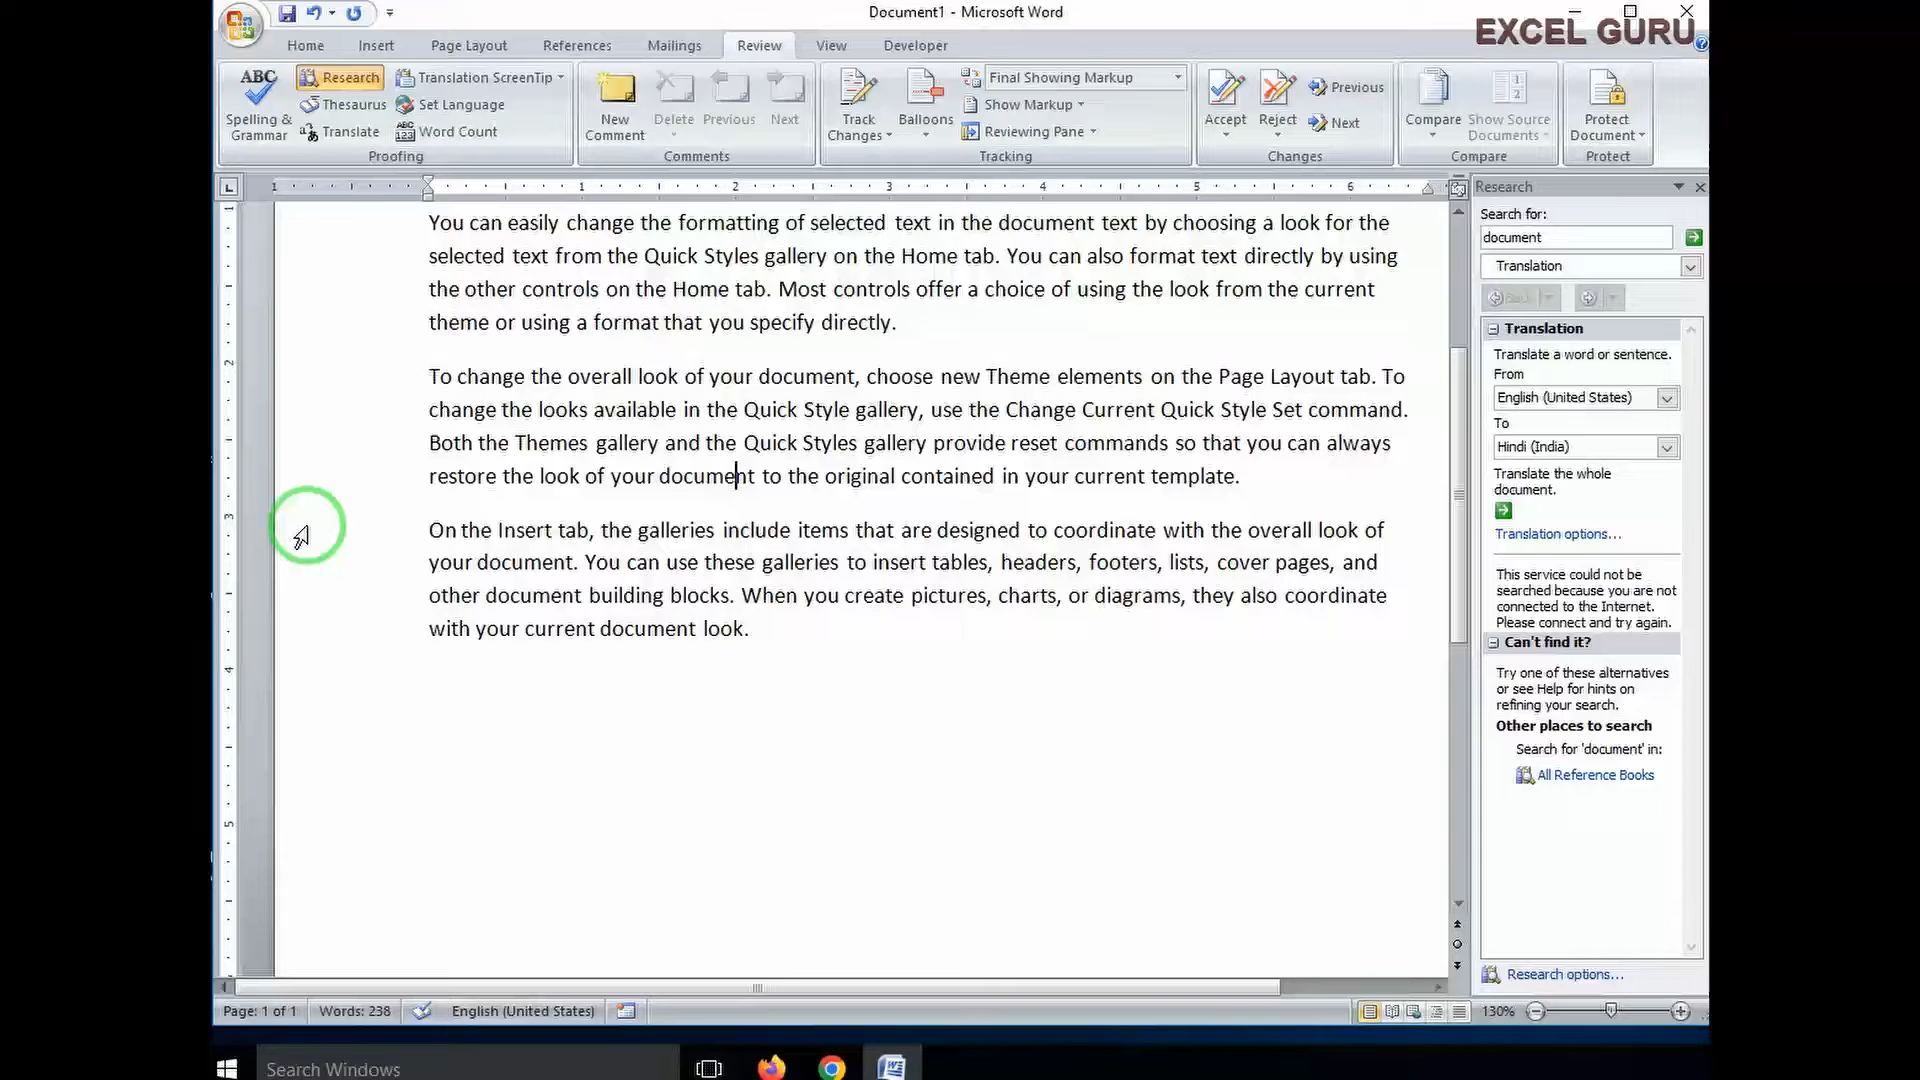 Document1 - Microsoft Word
EXCEL GURU
Home Insert Page Layout References Mailings Review View Developer
ABC Spelling & Grammar
Research
Thesaurus
Translate
Translation ScreenTip
Set Language
ABC 123 Word Count
Proofing
New Comment
Delete
Previous
Next
Comments
Track Changes
Balloons
Final Showing Markup
Show Markup
Reviewing Pane
Tracking
Accept
Reject
Previous
Next
Changes
Compare
Show Source Documents
Compare
Protect Document
Protect
1 1 2 3 4 5 6
You can easily change the formatting of selected text in the document text by choosing a look for the
selected text from the Quick Styles gallery on the Home tab. You can also format text directly by using
the other controls on the Home tab. Most controls offer a choice of using the look from the current
theme or using a format that you specify directly.
To change the overall look of your document, choose new Theme elements on the Page Layout tab. To
change the looks available in the Quick Style gallery, use the Change Current Quick Style Set command.
Both the Themes gallery and the Quick Styles gallery provide reset commands so that you can always
restore the look of your document to the original contained in your current template.
On the Insert tab, the galleries include items that are designed to coordinate with the overall look of
your document. You can use these galleries to insert tables, headers, footers, lists, cover pages, and
other document building blocks. When you create pictures, charts, or diagrams, they also coordinate
with your current document look.
1
2
3
4
5
Research
Search for:
document
Translation
Back
Translation
Translate a word or sentence.
From
English (United States)
To
Hindi (India)
Translate the whole
document.
Translation options...
This service could not be
searched because you are not
connected to the Internet.
Please connect and try again.
Can't find it?
Try one of these alternatives
or see Help for hints on
refining your search.
Other places to search
Search for 'document' in:
All Reference Books
Research options...
Page: 1 of 1 Words: 238 English (United States) 130%
Search Windows